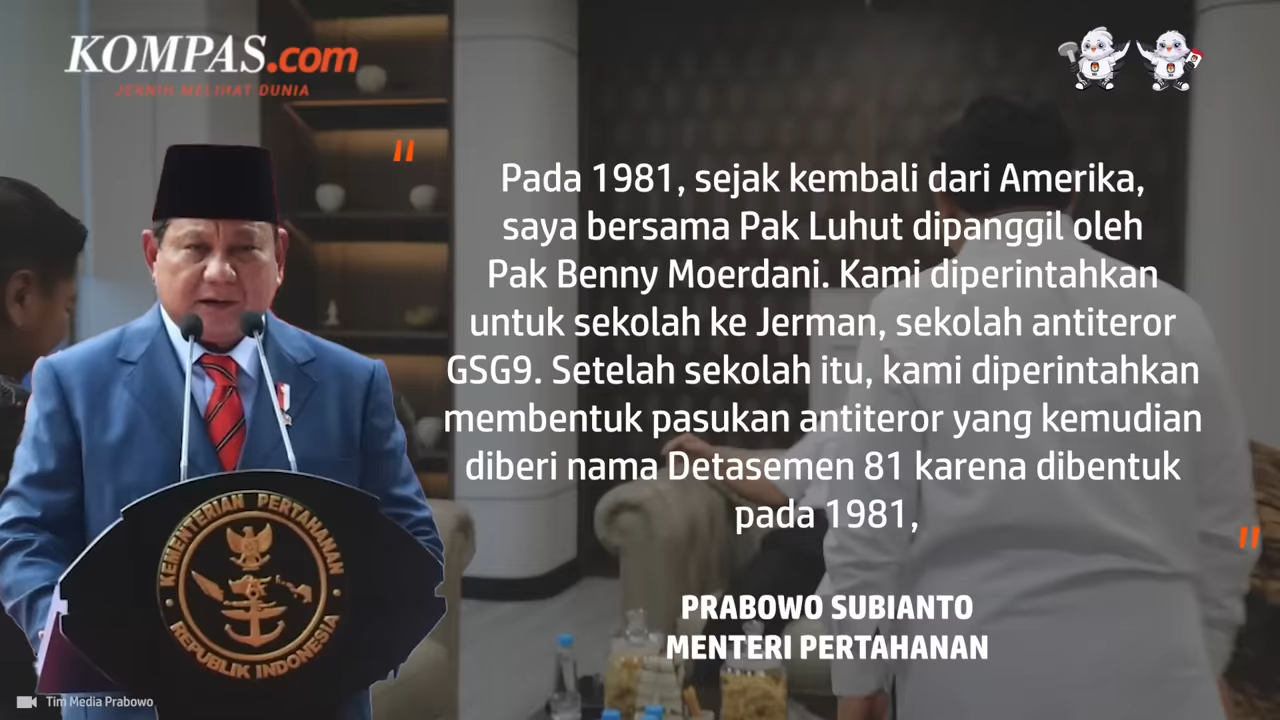 KOMPAS.com
JERNIH MELIHAT DUNIA
"
Pada 1981, sejak kembali dari Amerika,
saya bersama Pak Luhut dipanggil oleh
Pak Benny Moerdani. Kami diperintahkan
untuk sekolah ke Jerman, sekolah antiteror
GSG9. Setelah sekolah itu, kami diperintahkan
membentuk pasukan antiteror yang kemudian
diberi nama Detasemen 81 karena dibentuk
pada 1981,
"
PRABOWO SUBIANTO
MENTERI PERTAHANAN
KEMENTERIAN PERTAHANAN
REPUBLIK INDONESIA
Tim Media Prabowo